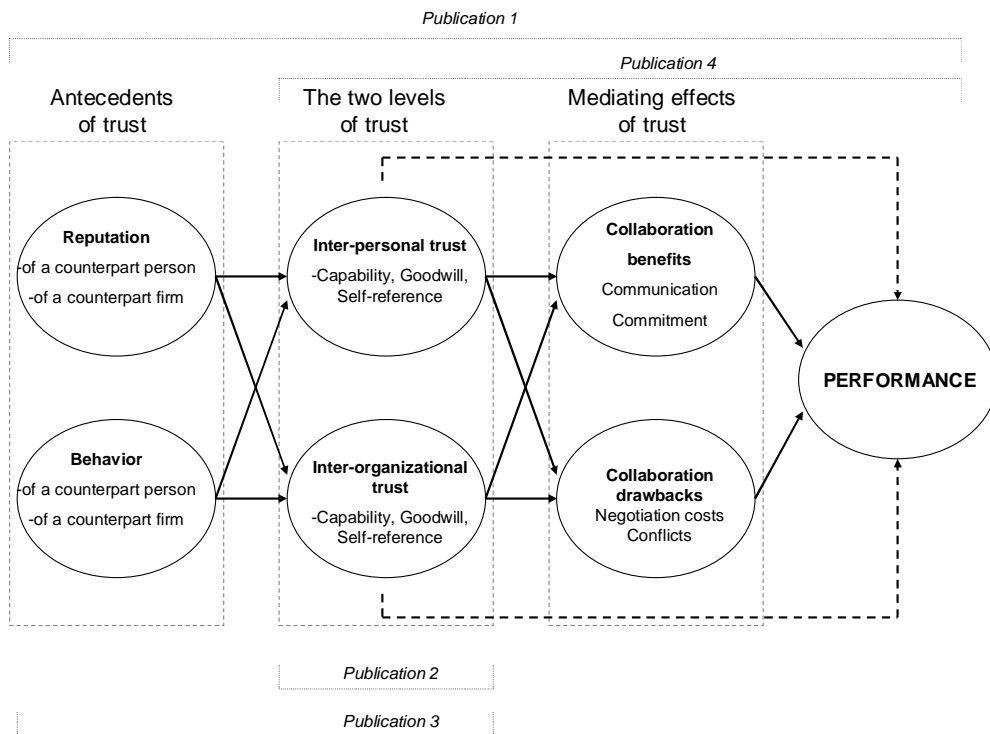 Publication 1
Publication 4
Antecedents
of trust
The two levels
of trust
Mediating effects
of trust
Reputation
-of a counterpart person
-of a counterpart firm
Inter-personal trust
-Capability, Goodwill,
Self-reference
Collaboration
benefits
Communication
Commitment
PERFORMANCE
Behavior
-of a counterpart person
-of a counterpart firm
Inter-organizational
trust
-Capability, Goodwill,
Self-reference
Collaboration
drawbacks
Negotiation costs
Conflicts
Publication 2
Publication 3